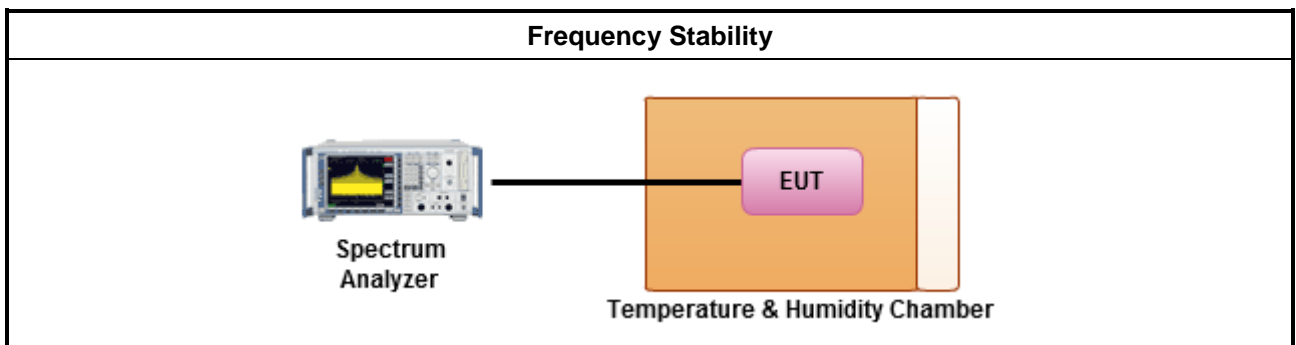 Frequency Stability
EUT
Spectrum
Analyzer
Temperature & Humidity Chamber